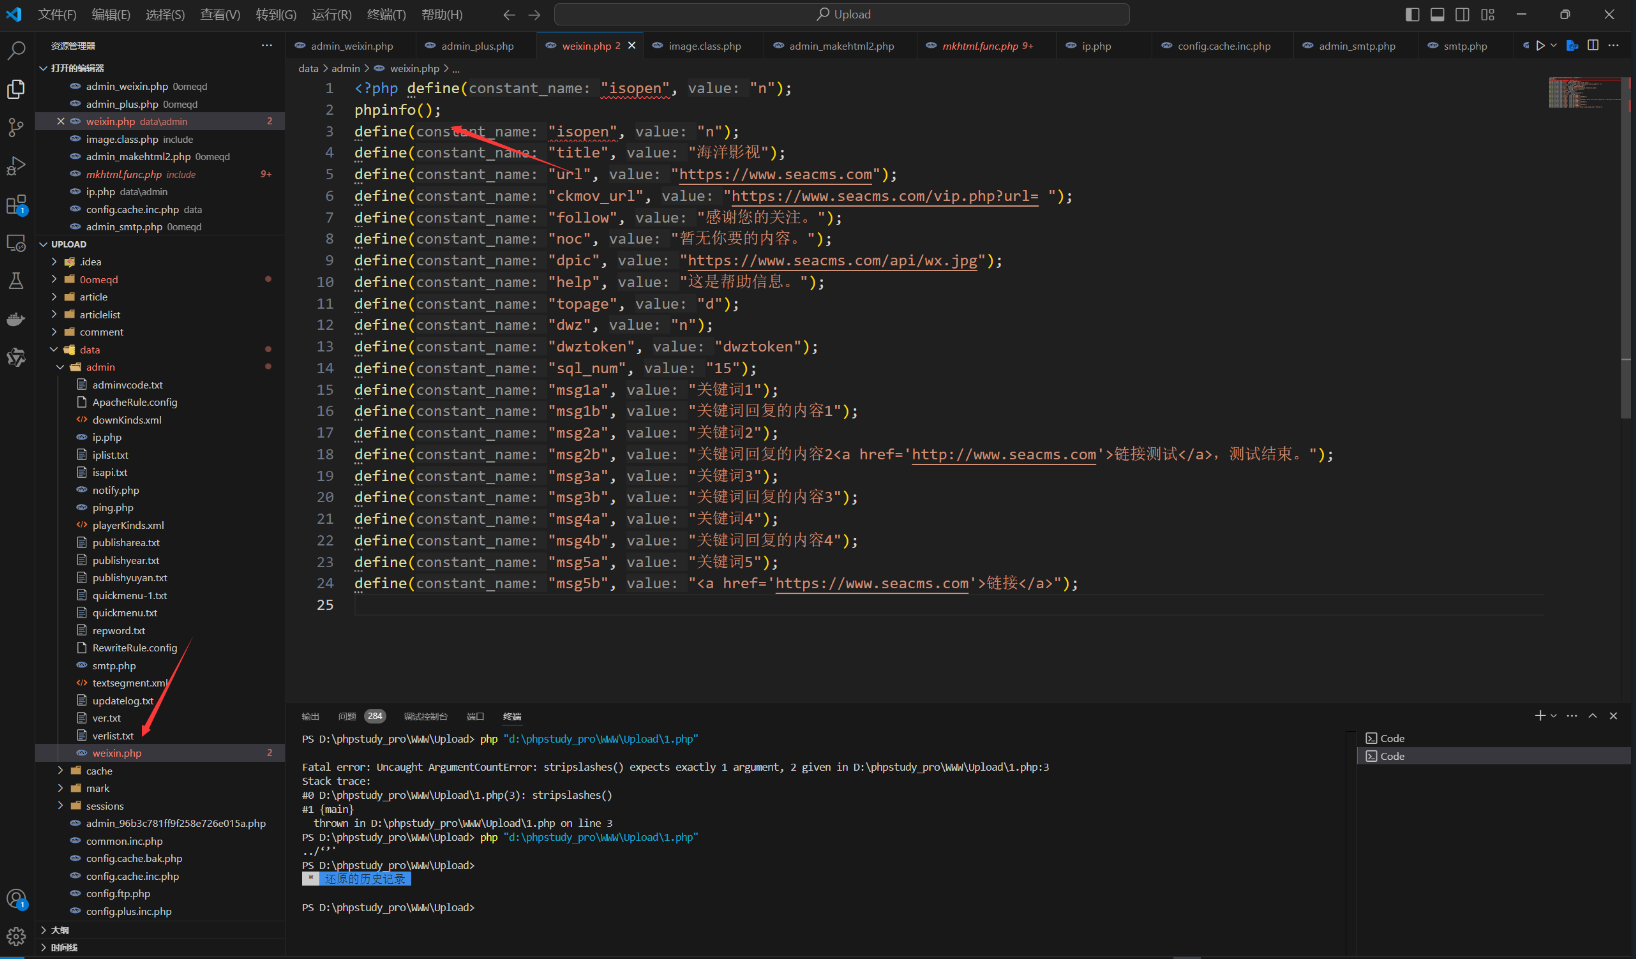 文件(F) 编辑(E) 选择(S) 查看(V) 转到(G) 运行(R) 终端(T) 帮助(H) Upload
资源管理器
打开的编辑器
admin_weixin.php 0omeqd
admin_plus.php 0omeqd
weixin.php data\admin 2
image.class.php include
admin_makehtml2.php 0omeqd
mkhtml.func.php include 9+
ip.php data\admin
config.cache.inc.php data
admin_smtp.php 0omeqd
UPLOAD
.idea
0omeqd
article
articlelist
comment
data
admin
adminvcode.txt
ApacheRule.config
downKinds.xml
ip.php
iplist.txt
isapi.txt
notify.php
ping.php
playerKinds.xml
publisharea.txt
publishyear.txt
publishyuyan.txt
quickmenu-1.txt
quickmenu.txt
repword.txt
RewriteRule.config
smtp.php
textsegment.xml
updatelog.txt
ver.txt
verlist.txt
weixin.php 2
cache
mark
sessions
admin_96b3c781ff9f258e726e015a.php
common.inc.php
config.cache.bak.php
config.cache.inc.php
config.ftp.php
config.plus.inc.php
大纲
时间线
1
1
admin_weixin.php admin_plus.php weixin.php 2 image.class.php admin_makehtml2.php mkhtml.func.php 9+ ip.php config.cache.inc.php admin_smtp.php smtp.php
data > admin > weixin.php > ...
1 <?php define(constant_name: "isopen", value: "n");
2 phpinfo();
3 define(constant_name: "isopen", value: "n");
4 define(constant_name: "title", value: "海洋影视");
5 define(constant_name: "url", value: "https://www.seacms.com");
6 define(constant_name: "ckmov_url", value: "https://www.seacms.com/vip.php?url= ");
7 define(constant_name: "follow", value: "感谢您的关注。");
8 define(constant_name: "noc", value: "暂无你要的内容。");
9 define(constant_name: "dpic", value: "https://www.seacms.com/api/wx.jpg");
10 define(constant_name: "help", value: "这是帮助信息。");
11 define(constant_name: "topage", value: "d");
12 define(constant_name: "dwz", value: "n");
13 define(constant_name: "dwztoken", value: "dwztoken");
14 define(constant_name: "sql_num", value: "15");
15 define(constant_name: "msg1a", value: "关键词1");
16 define(constant_name: "msg1b", value: "关键词回复的内容1");
17 define(constant_name: "msg2a", value: "关键词2");
18 define(constant_name: "msg2b", value: "关键词回复的内容2<a href='http://www.seacms.com'>链接测试</a>，测试结束。");
19 define(constant_name: "msg3a", value: "关键词3");
20 define(constant_name: "msg3b", value: "关键词回复的内容3");
21 define(constant_name: "msg4a", value: "关键词4");
22 define(constant_name: "msg4b", value: "关键词回复的内容4");
23 define(constant_name: "msg5a", value: "关键词5");
24 define(constant_name: "msg5b", value: "<a href='https://www.seacms.com'>链接</a>");
25
输出 问题 284 调试控制台 端口 终端
PS D:\phpstudy_pro\WWW\Upload> php "d:\phpstudy_pro\WWW\Upload\1.php"
Fatal error: Uncaught ArgumentCountError: stripslashes() expects exactly 1 argument, 2 given in D:\phpstudy_pro\WWW\Upload\1.php:3
Stack trace:
#0 D:\phpstudy_pro\WWW\Upload\1.php(3): stripslashes()
#1 {main}
thrown in D:\phpstudy_pro\WWW\Upload\1.php on line 3
PS D:\phpstudy_pro\WWW\Upload> php "d:\phpstudy_pro\WWW\Upload\1.php"
PS D:\phpstudy_pro\WWW\Upload>
* 还原的历史记录
PS D:\phpstudy_pro\WWW\Upload>
Code
Code